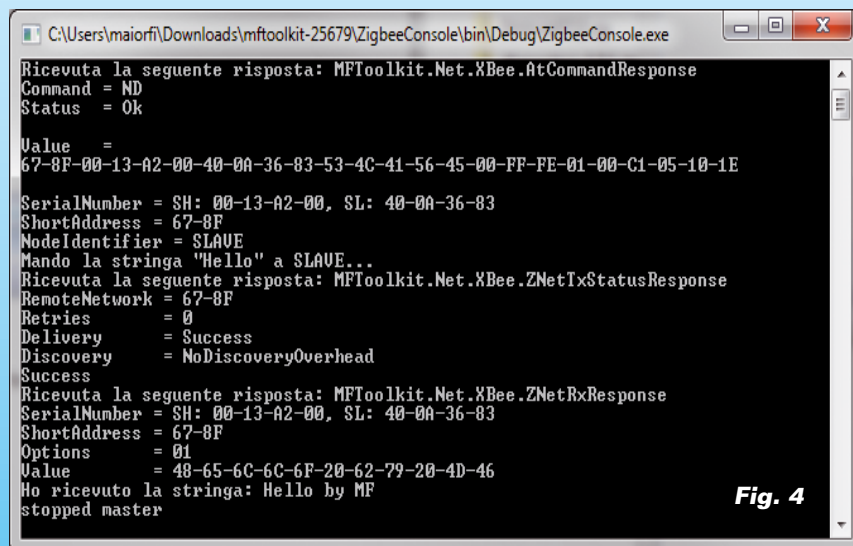 C:\Users\maiorfi\Downloads\mftoolkit-25679\ZigbeeConsole\bin\Debug\ZigbeeConsole.exe
Ricevuta la seguente risposta: MFToolkit.Net.XBee.AtCommandResponse
Command = ND
Status = Ok
Value =
67-8F-00-13-A2-00-40-0A-36-83-53-4C-41-56-45-00-FF-FE-01-00-C1-05-10-1E
SerialNumber = SH: 00-13-A2-00, SL: 40-0A-36-83
ShortAddress = 67-8F
NodeIdentifier = SLAVE
Mando la stringa "Hello" a SLAVE...
Ricevuta la seguente risposta: MFToolkit.Net.XBee.ZNetTxStatusResponse
RemoteNetwork = 67-8F
Retries = 0
Delivery = Success
Discovery = NoDiscoveryOverhead
Success
Ricevuta la seguente risposta: MFToolkit.Net.XBee.ZNetRxResponse
SerialNumber = SH: 00-13-A2-00, SL: 40-0A-36-83
ShortAddress = 67-8F
Options = 01
Value = 48-65-6C-6C-6F-20-62-79-20-4D-46
Ho ricevuto la stringa: Hello by MF
stopped master
Fig. 4